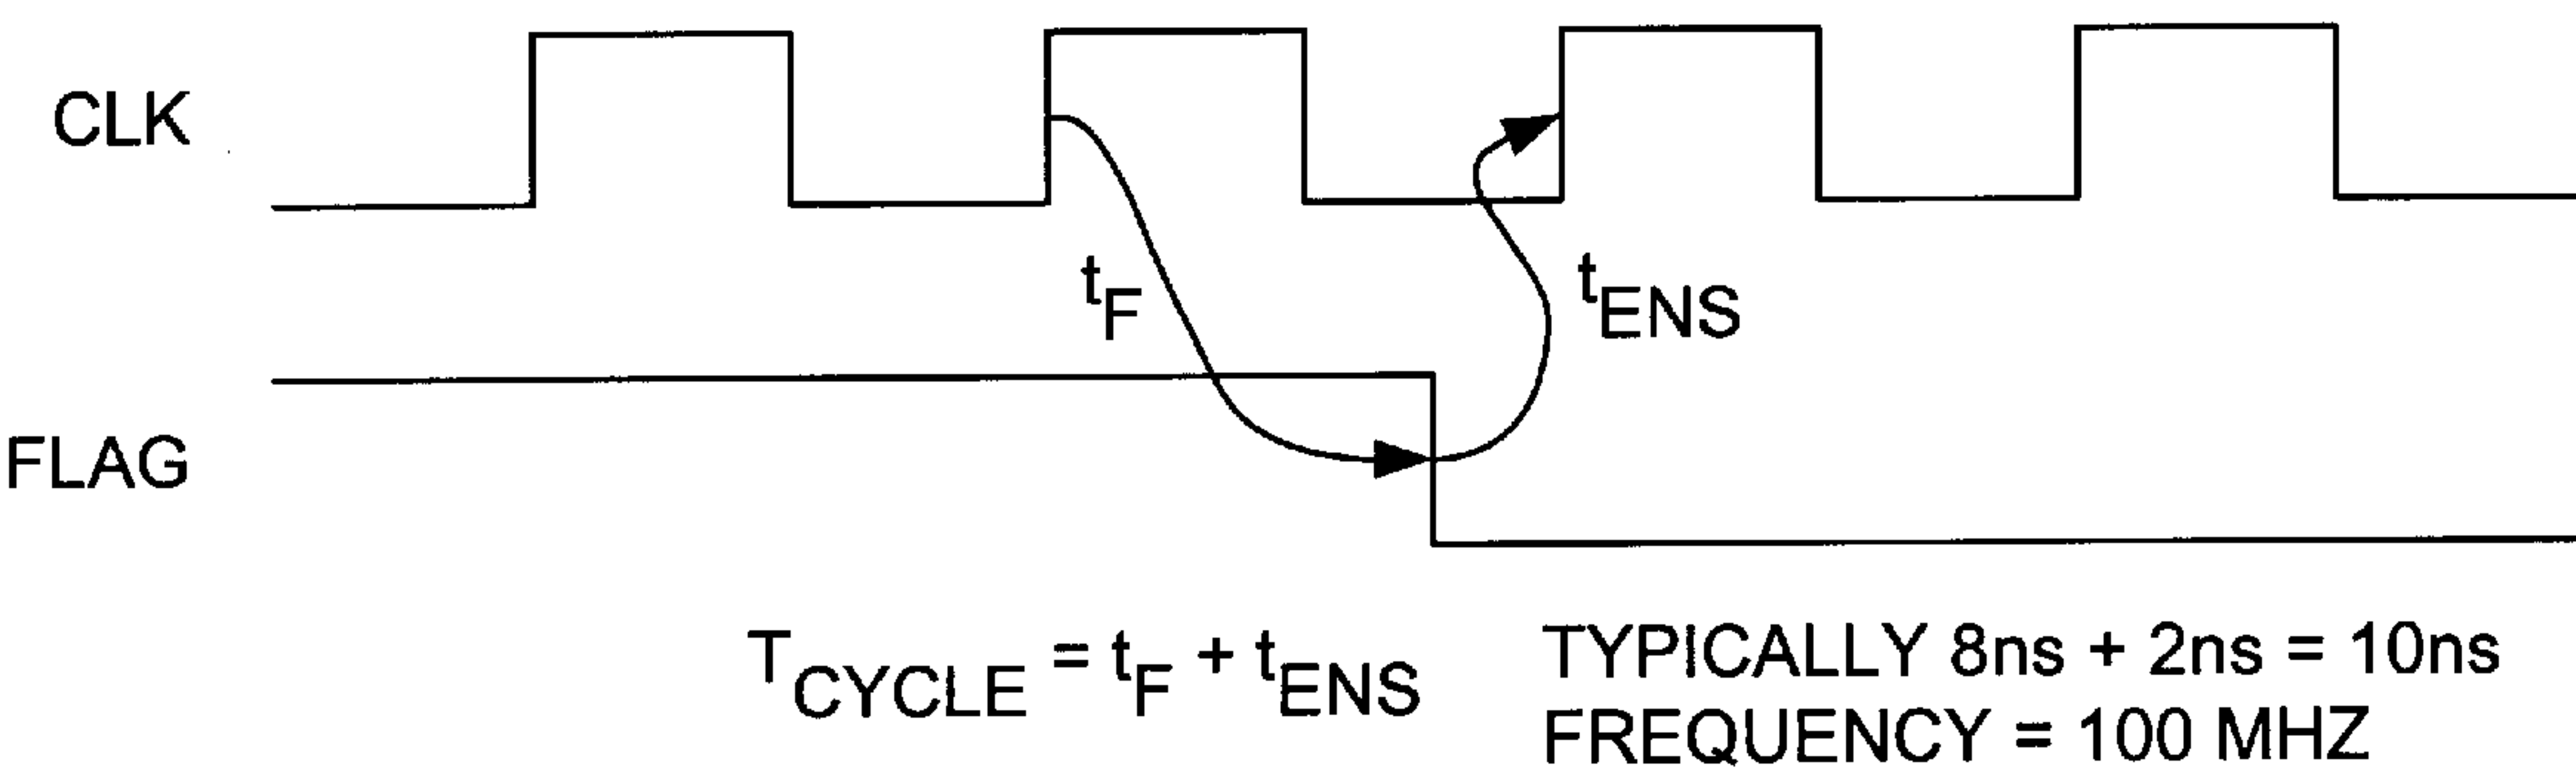 CLK
tF
tENS
FLAG
TCYCLE = tF + tENS
TYPICALLY 8ns + 2ns = 10ns
FREQUENCY = 100 MHZ